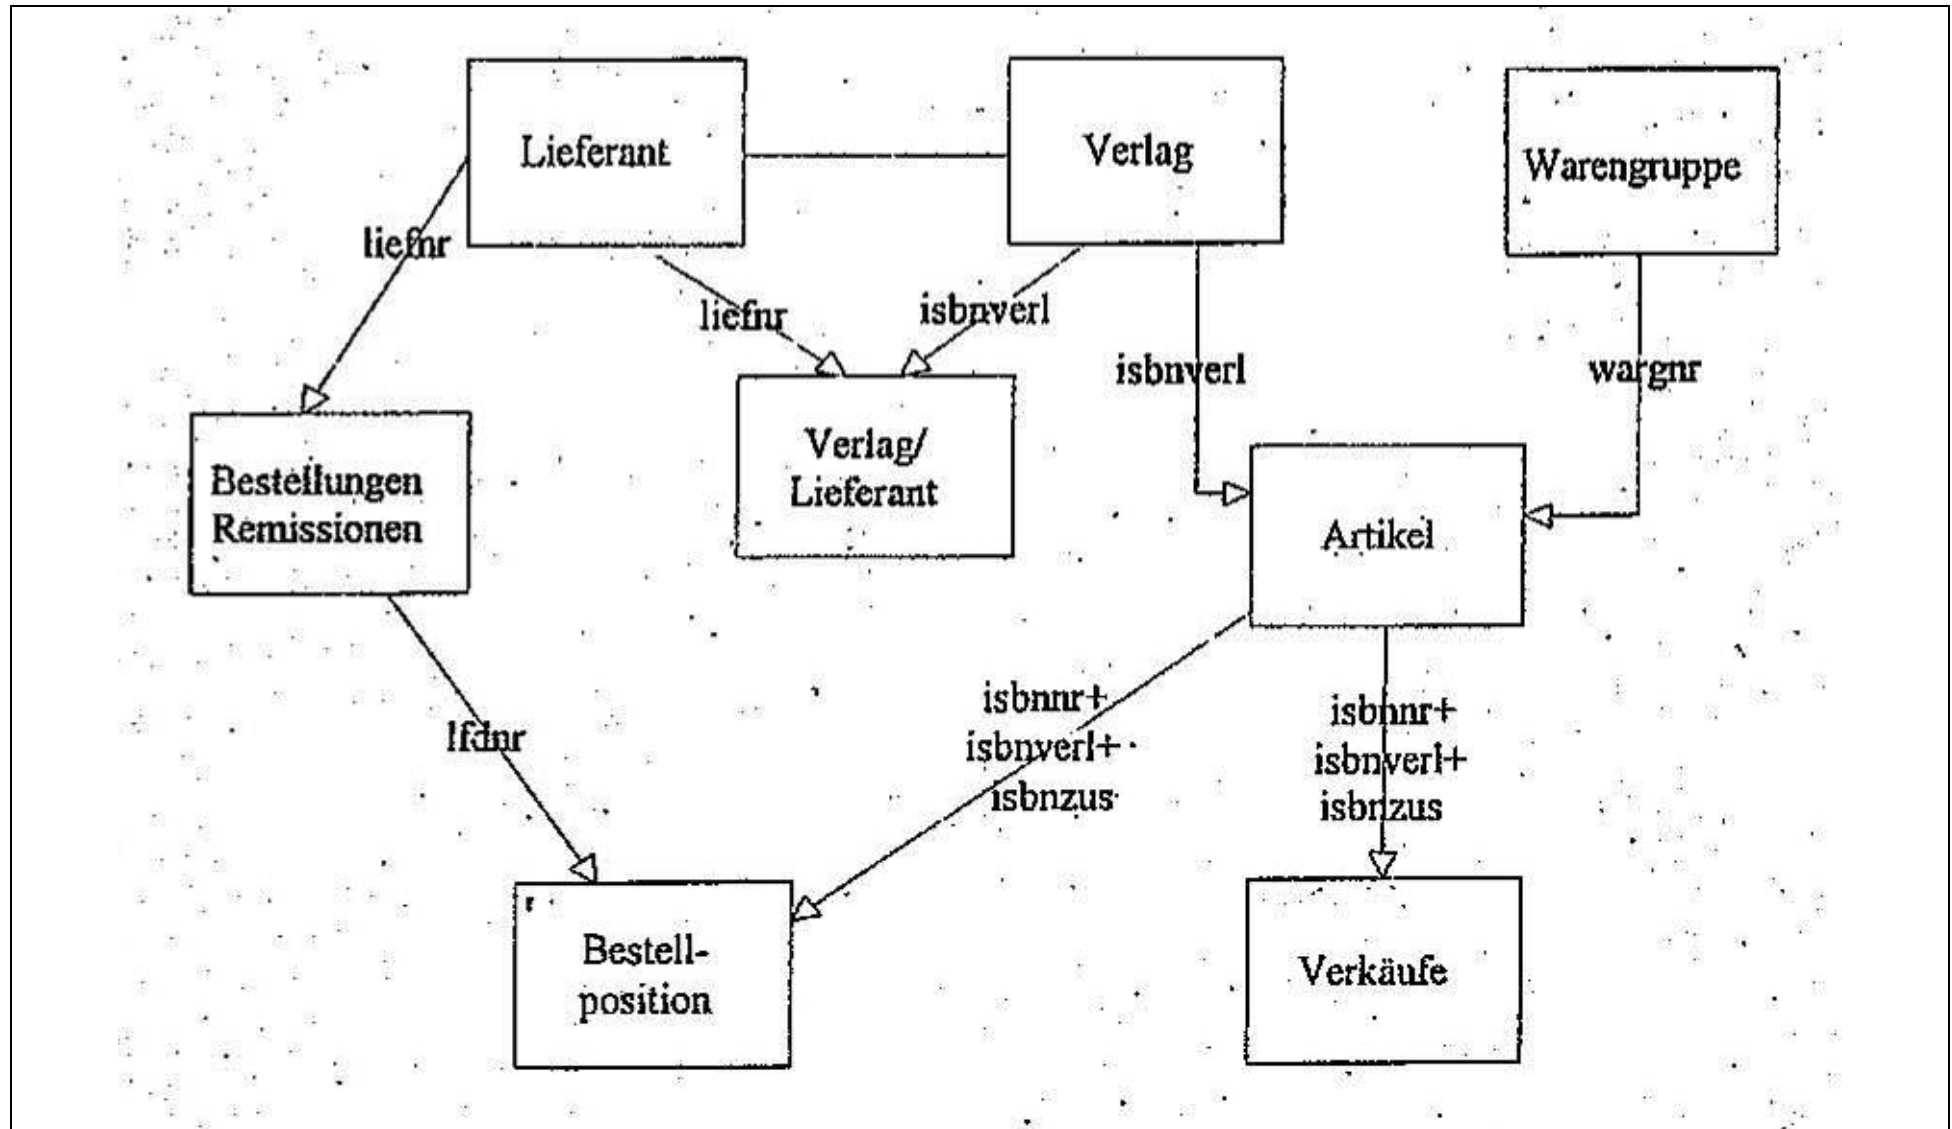 Lieferant
Verlag
Warengruppe
liefnr
liefnr
isbnverl
isbnverl
wargnr
Bestellungen
Remissionen
Verlag/
Lieferant
Artikel
lfdnr
isbnnr+
isbnverl+
isbnzus
isbnnr+
isbnverl+
isbnzus
Bestell-
position
Verkäufe